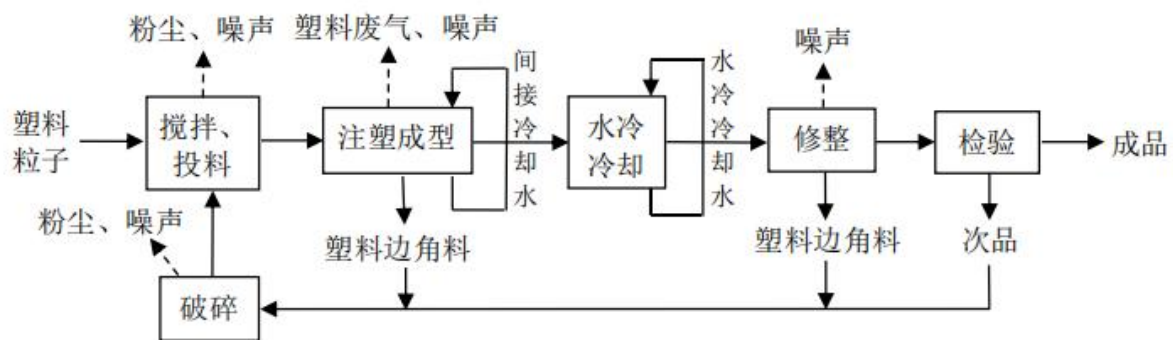 粉尘、噪声
塑料废气、噪声
噪声
塑料
粒子
搅拌、
投料
注塑成型
间接冷却水
水冷
冷却
水冷冷却水
修整
检验
成品
粉尘、噪声
塑料边角料
塑料边角料
次品
破碎